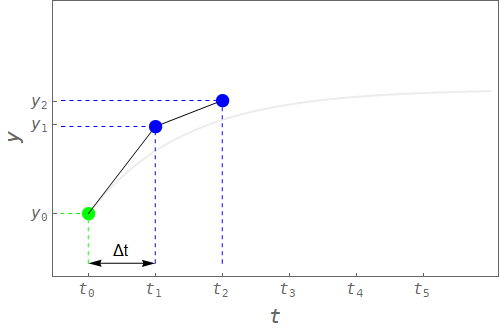 y₂
y₁
y
y₀
Δt
t₀ t₁ t₂ t₃ t₄ t₅
t